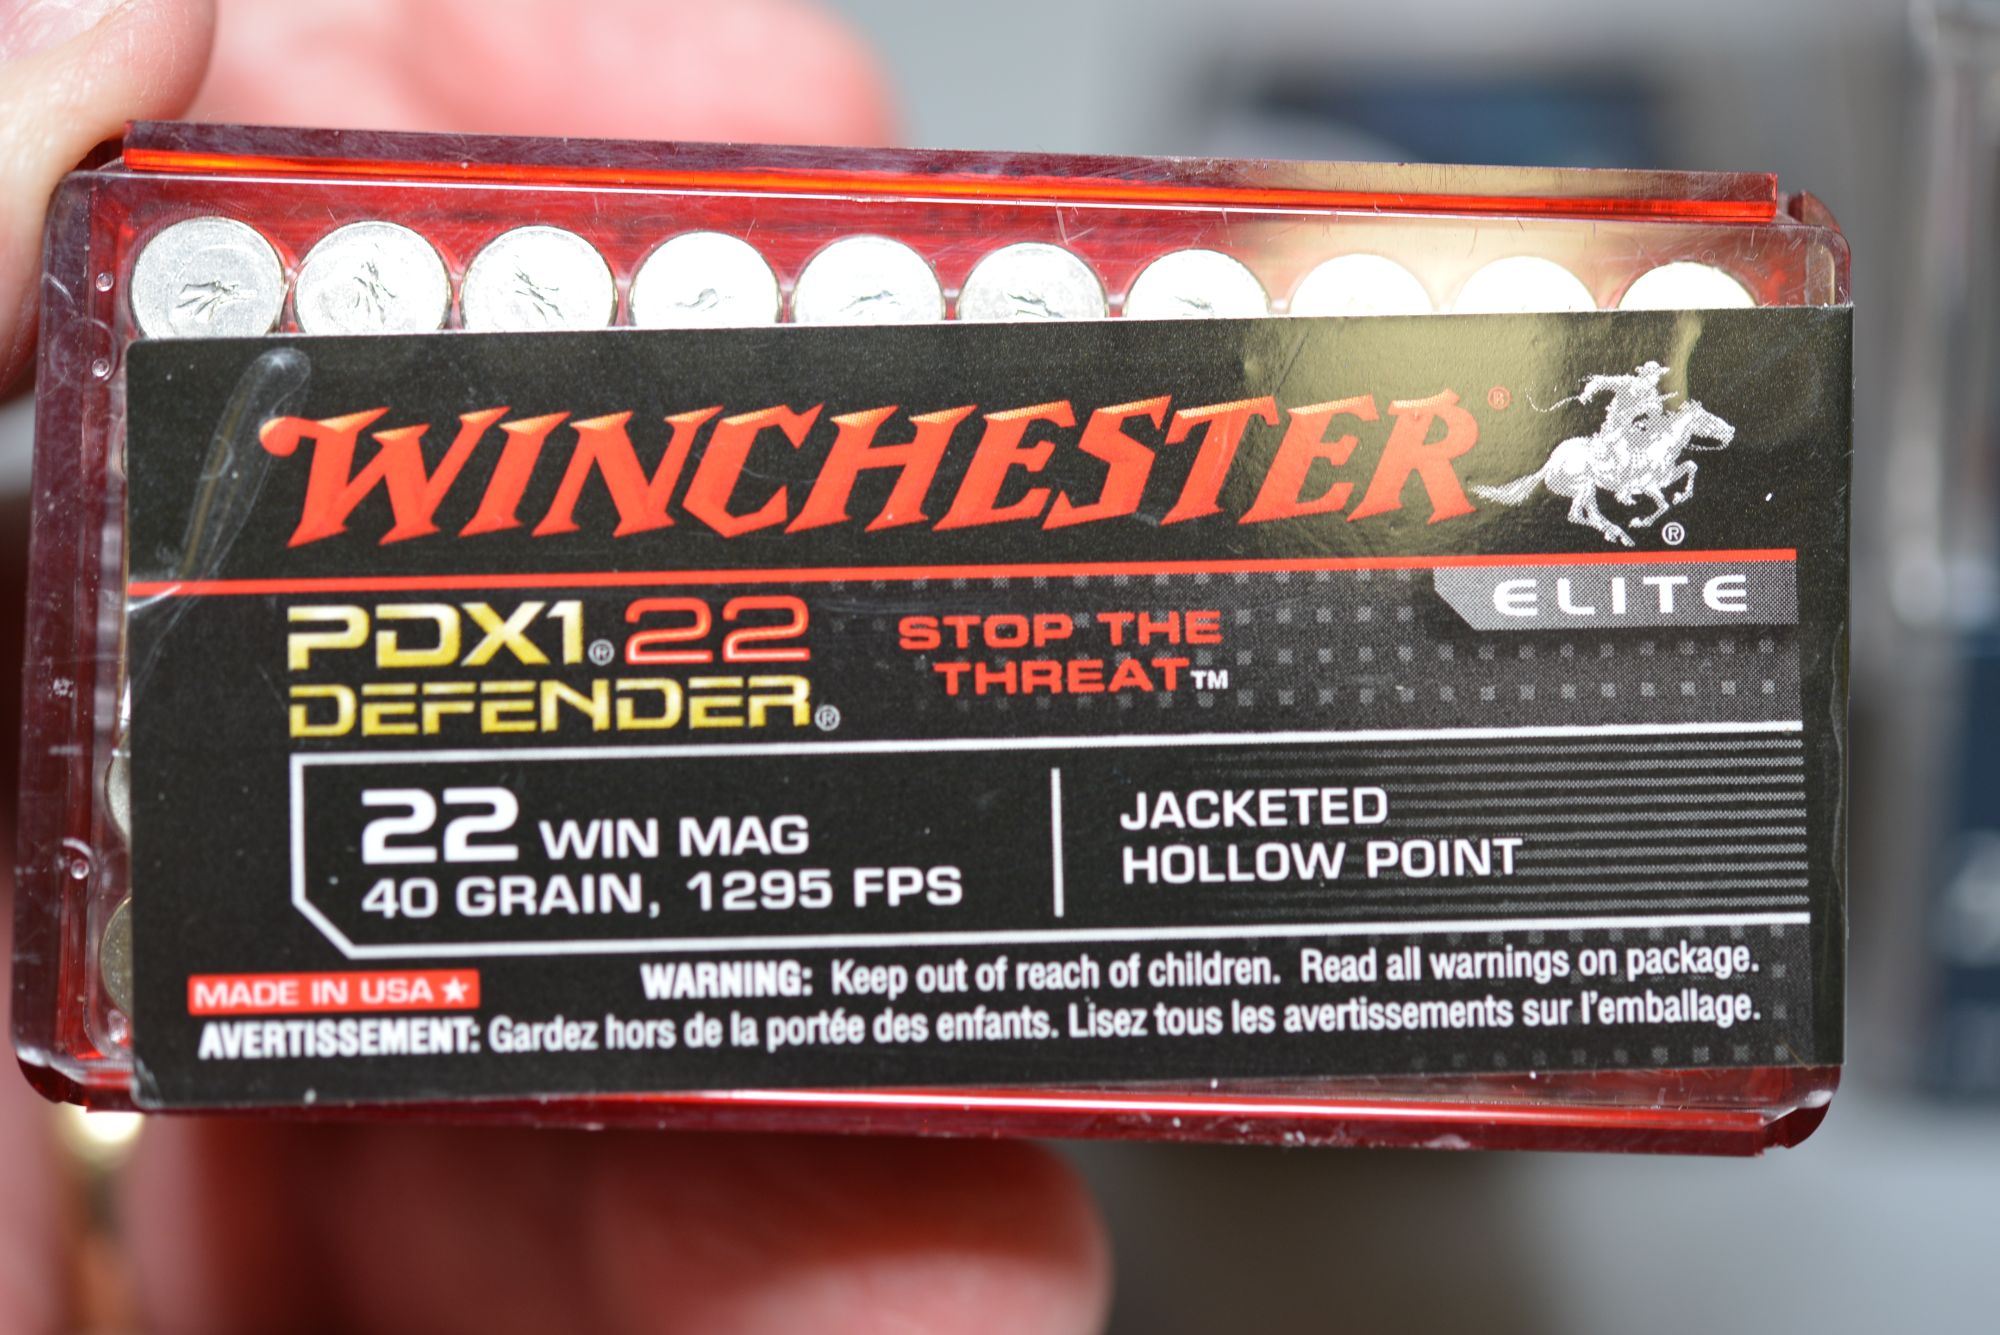 WINCHESTER®
®
ELITE
PDX1® 22
DEFENDER®
STOP THE
THREAT™
22 WIN MAG
40 GRAIN, 1295 FPS
JACKETED
HOLLOW POINT
MADE IN USA
WARNING: Keep out of reach of children. Read all warnings on package.
AVERTISSEMENT: Gardez hors de la portée des enfants. Lisez tous les avertissements sur l'emballage.